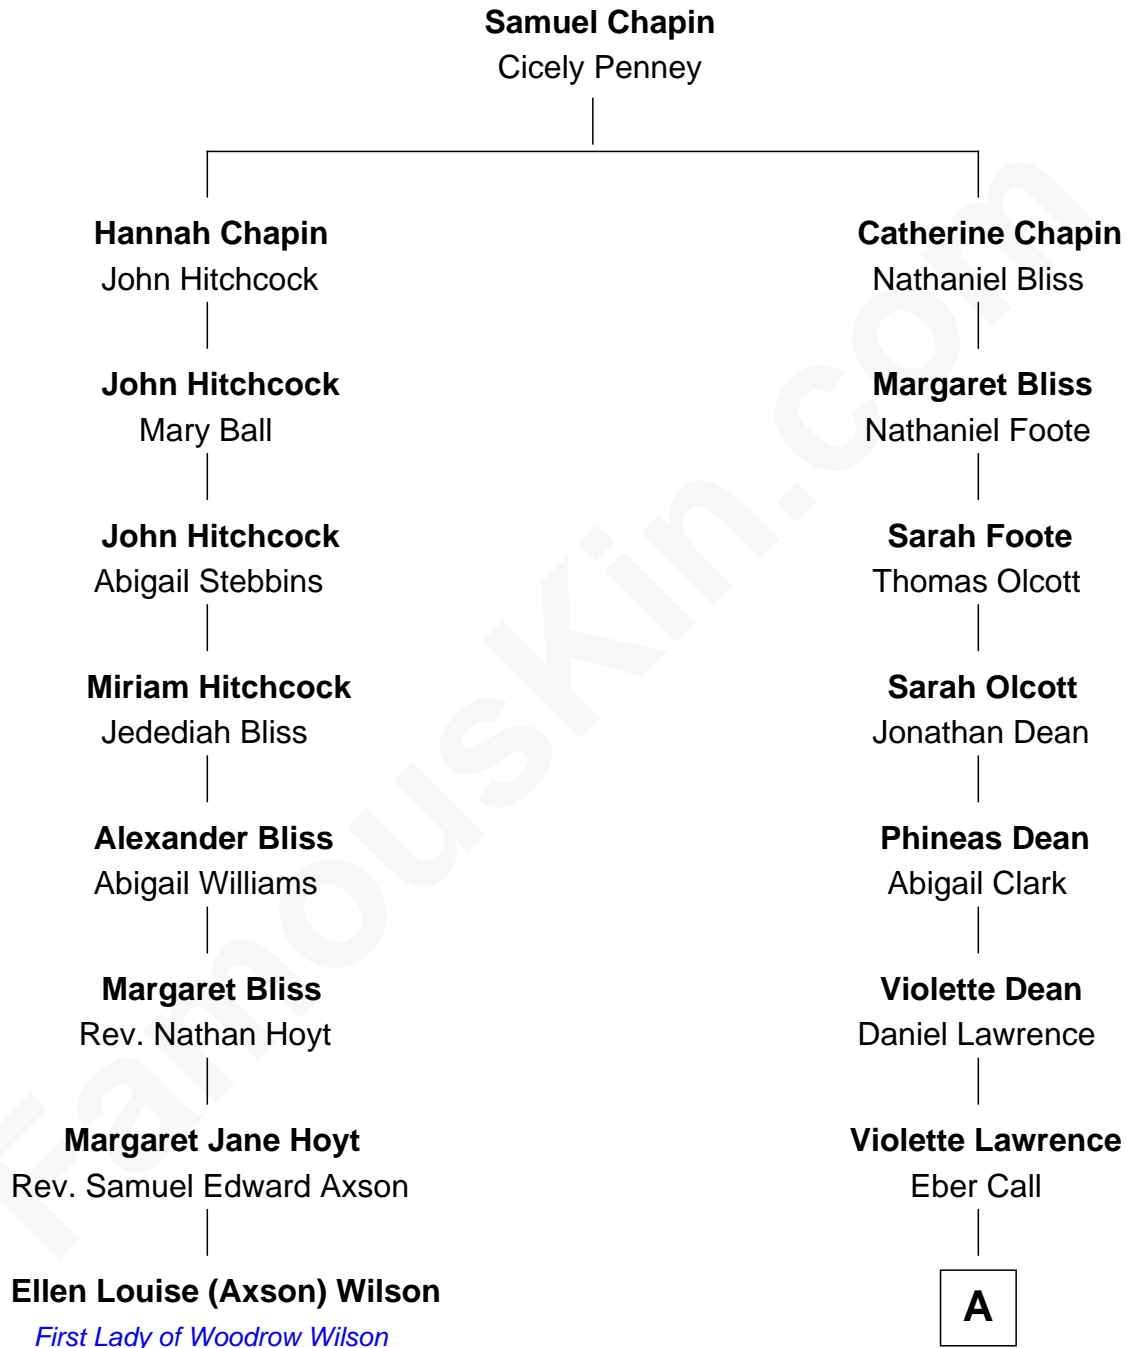 Samuel Chapin
Cicely Penney
Hannah Chapin
John Hitchcock
Catherine Chapin
Nathaniel Bliss
John Hitchcock
Mary Ball
Margaret Bliss
Nathaniel Foote
John Hitchcock
Abigail Stebbins
Sarah Foote
Thomas Olcott
Miriam Hitchcock
Jedediah Bliss
Sarah Olcott
Jonathan Dean
Alexander Bliss
Abigail Williams
Phineas Dean
Abigail Clark
Margaret Bliss
Rev. Nathan Hoyt
Violette Dean
Daniel Lawrence
Margaret Jane Hoyt
Rev. Samuel Edward Axson
Violette Lawrence
Eber Call
Ellen Louise (Axson) Wilson
First Lady of Woodrow Wilson
A
FamousKin.com